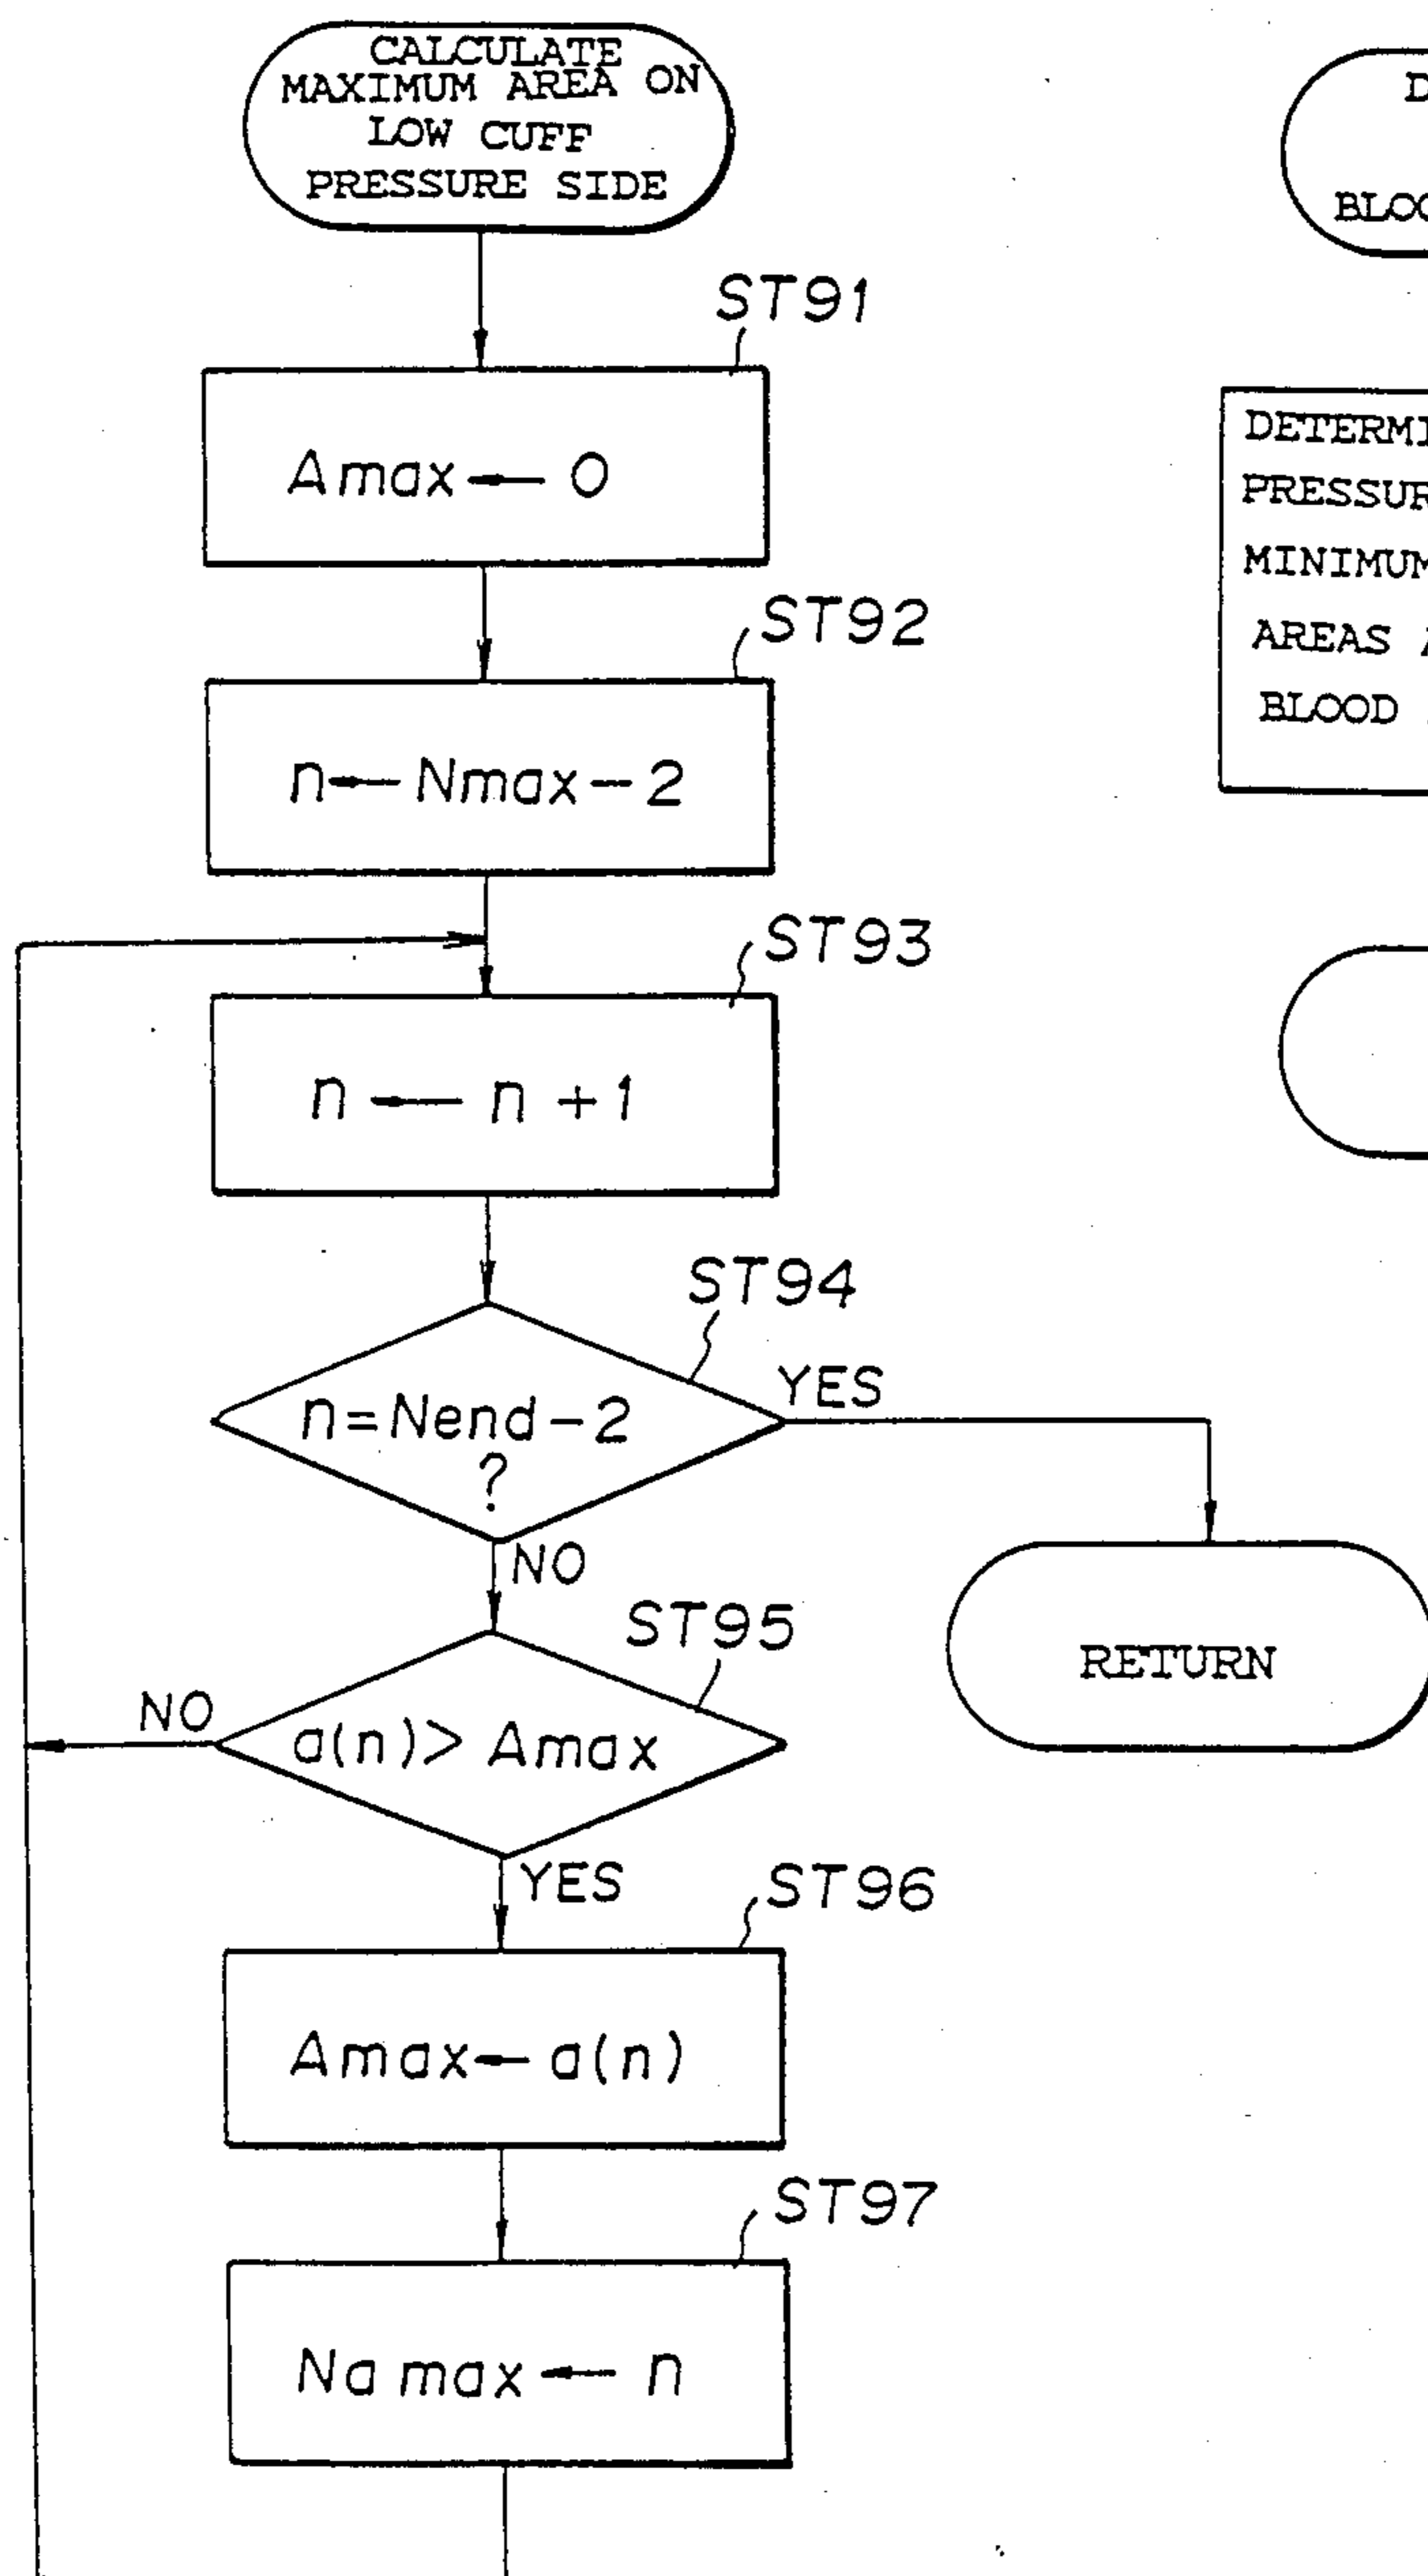 CALCULATE
MAXIMUM AREA ON
LOW CUFF
PRESSURE SIDE
ST91
Amax ← 0
ST92
n ← Nmax - 2
ST93
n ← n + 1
ST94
n = Nend - 2
?
YES
NO
RETURN
ST95
a(n) > Amax
NO
YES
ST96
Amax ← a(n)
ST97
Na max ← n
D
BLOO
DETERMI
PRESSUR
MINIMUM
AREAS A
BLOOD